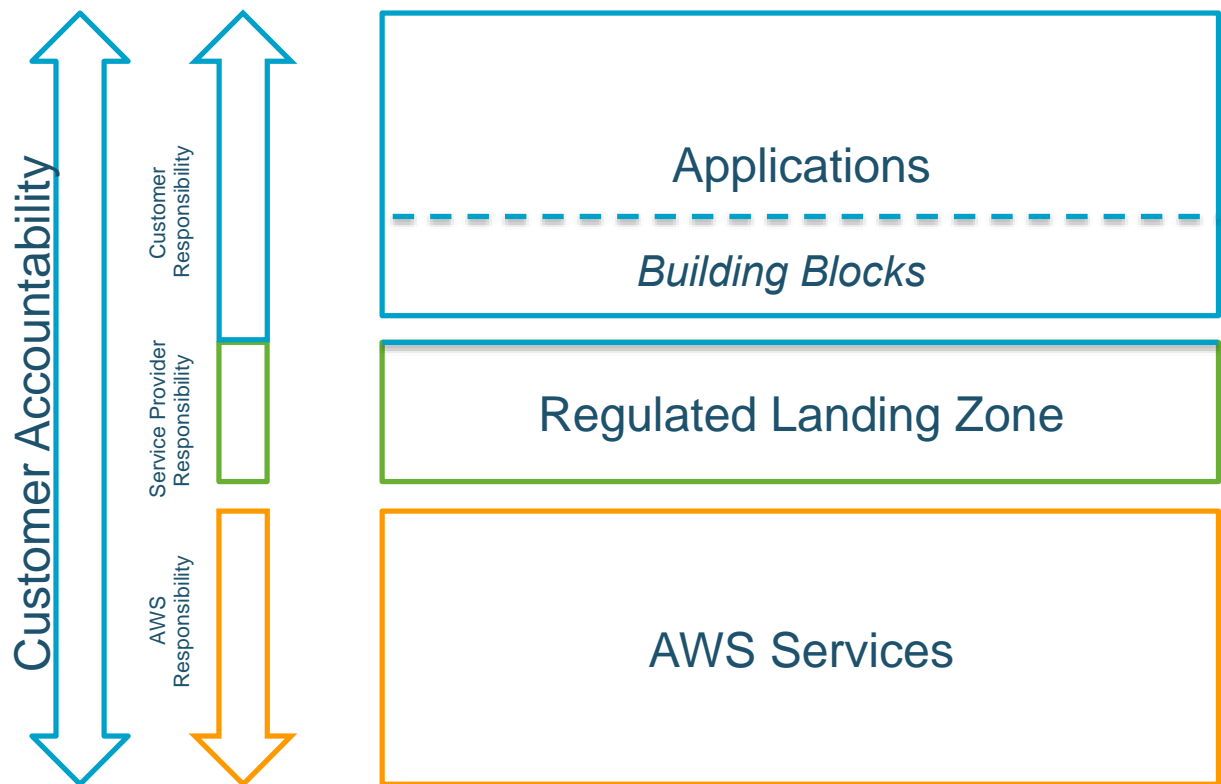 Customer Accountability
Customer
Responsibility
Service Provider
Responsibility
AWS
Responsibility
Applications
Building Blocks
Regulated Landing Zone
AWS Services